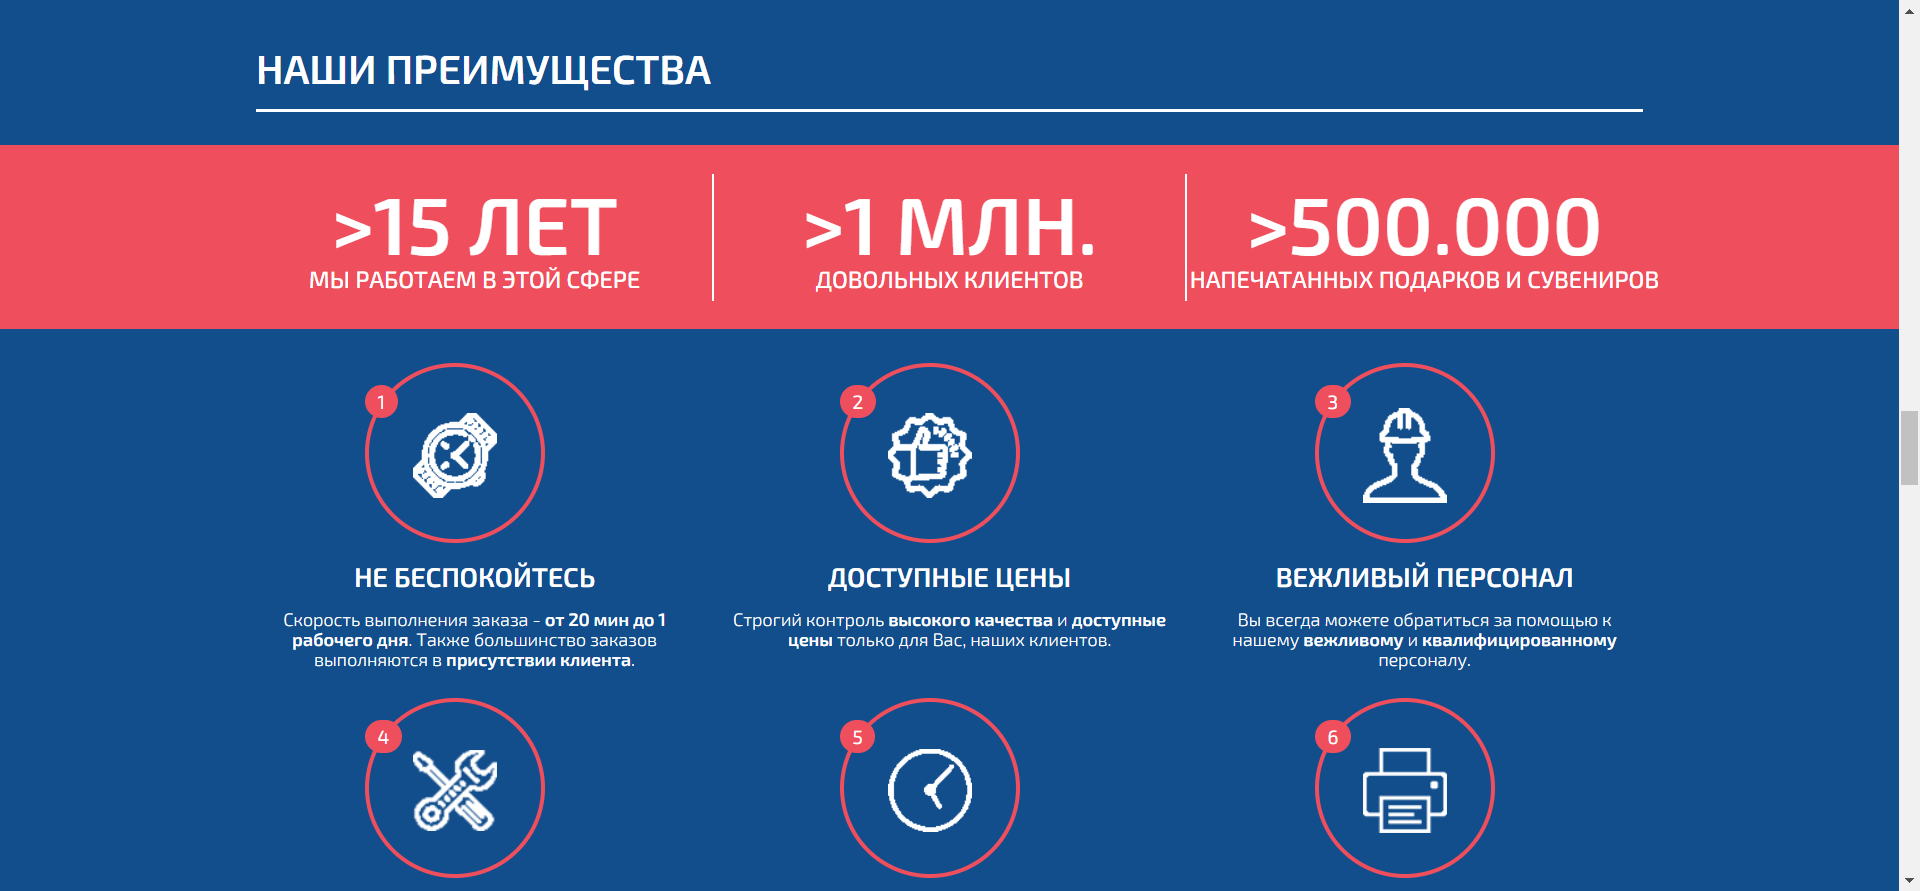 НАШИ ПРЕИМУЩЕСТВА
>15 ЛЕТ
МЫ РАБОТАЕМ В ЭТОЙ СФЕРЕ
>1 МЛН.
ДОВОЛЬНЫХ КЛИЕНТОВ
>500.000
НАПЕЧАТАННЫХ ПОДАРКОВ И СУВЕНИРОВ
1
НЕ БЕСПОКОЙТЕСЬ
Скорость выполнения заказа - от 20 мин до 1
рабочего дня. Также большинство заказов
выполняются в присутствии клиента.
2
ДОСТУПНЫЕ ЦЕНЫ
Строгий контроль высокого качества и доступные
цены только для Вас, наших клиентов.
3
ВЕЖЛИВЫЙ ПЕРСОНАЛ
Вы всегда можете обратиться за помощью к
нашему вежливому и квалифицированному
персоналу.
4
5
6